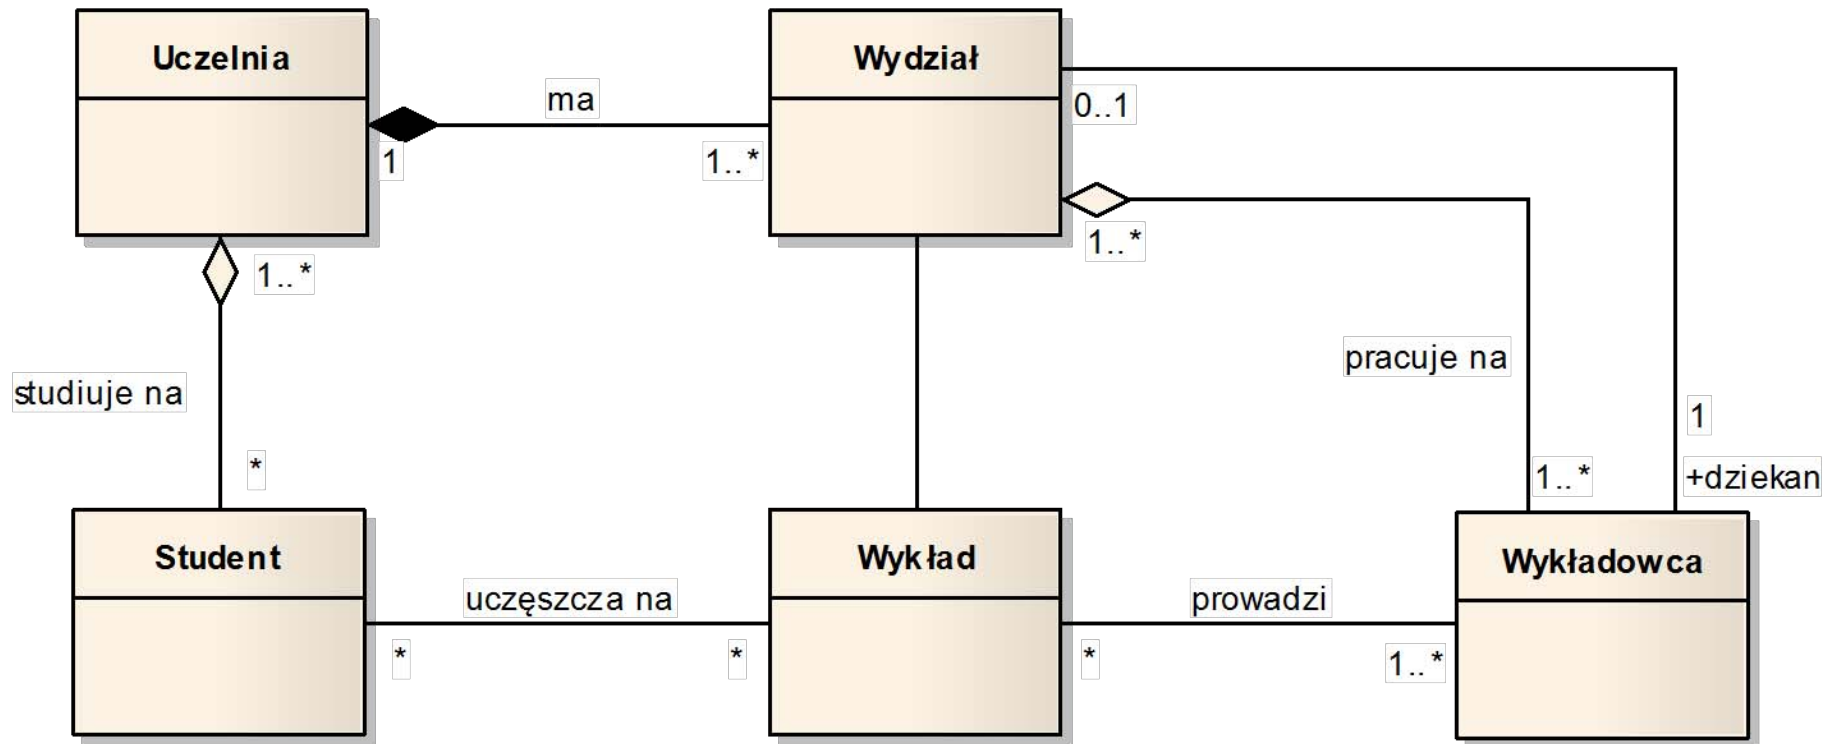 Uczelnia
Wydział
ma
0..1
1
1..*
1..*
1..*
pracuje na
studiuje na
1
*
1..*
+dziekan
Student
Wykład
Wykładowca
uczęszcza na
prowadzi
*
*
*
1..*